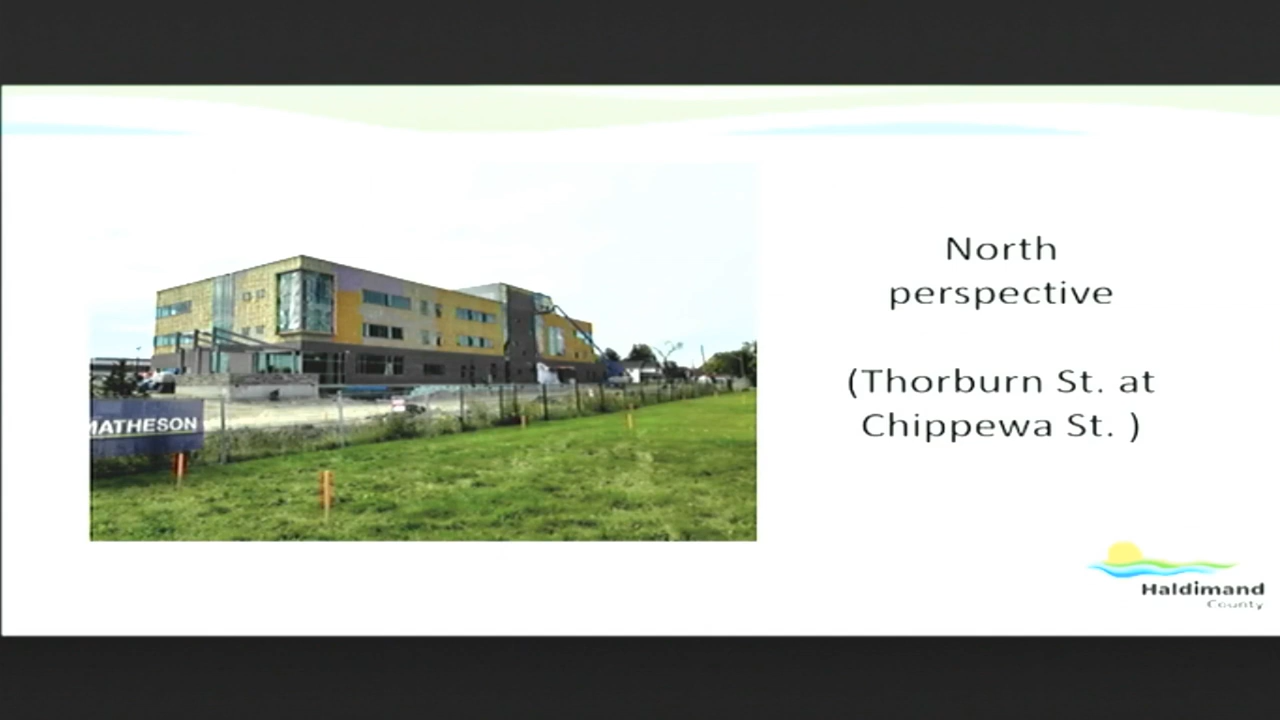 North
perspective
(Thorburn St. at
Chippewa St. )
MATHESON
Haldimand
County